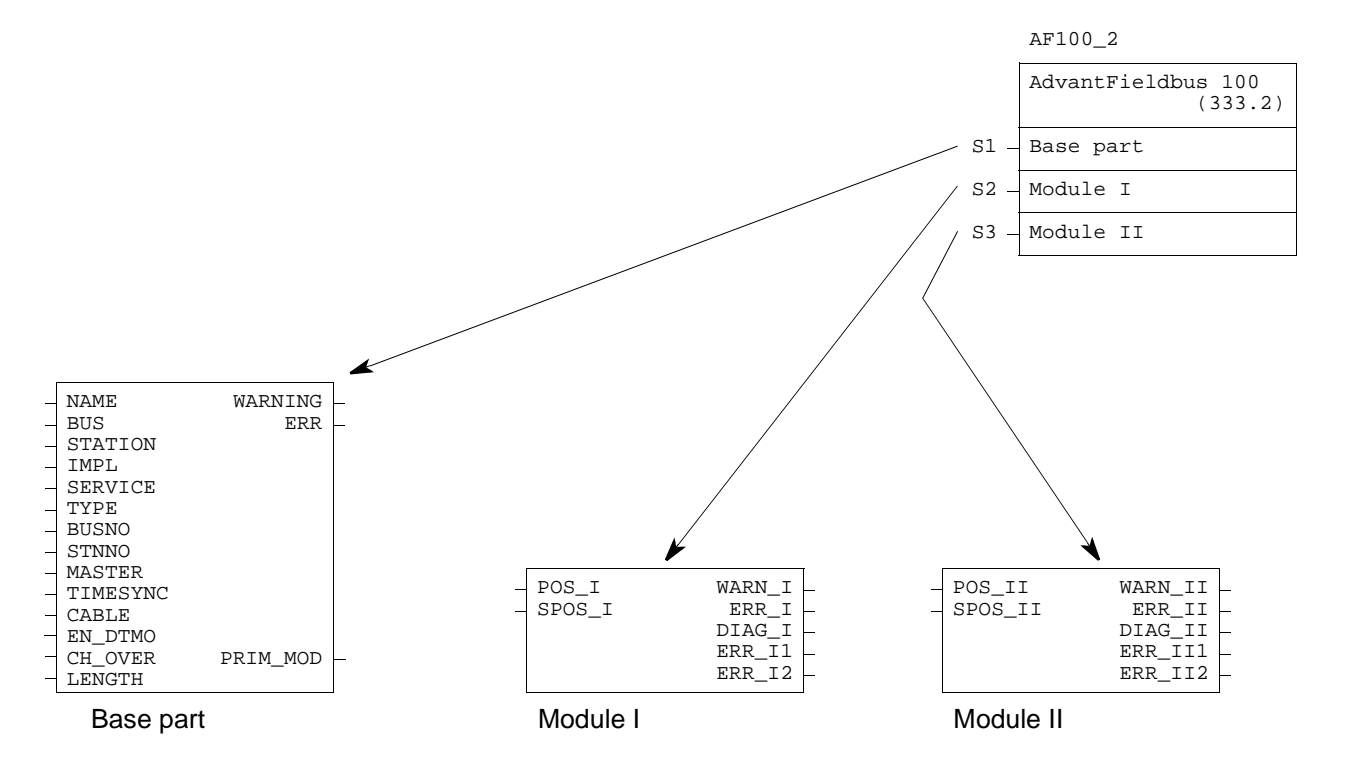 AF100_2
AdvantFieldbus 100
(333.2)
S1 Base part
S2 Module I
S3 Module II
NAME WARNING
BUS ERR
STATION
IMPL
SERVICE
TYPE
BUSNO
STNNO
MASTER
TIMESYNC
CABLE
EN_DTMO
CH_OVER PRIM_MOD
LENGTH
Base part
POS_I WARN_I
SPOS_I ERR_I
DIAG_I
ERR_I1
ERR_I2
Module I
POS_II WARN_II
SPOS_II ERR_II
DIAG_II
ERR_II1
ERR_II2
Module II